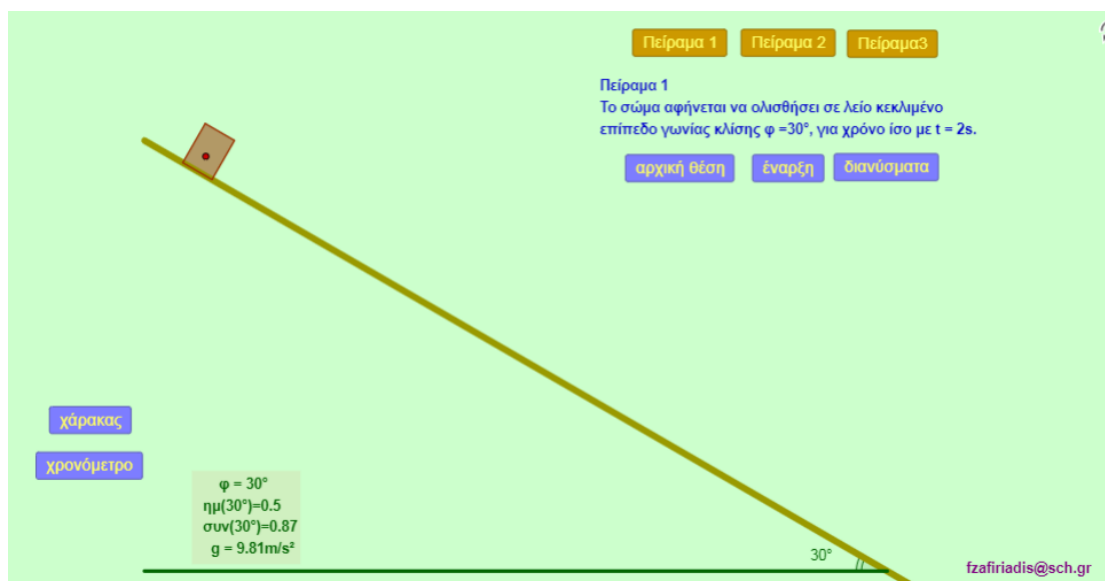 Πείραμα 1 Πείραμα 2 Πείραμα3
Πείραμα 1
Το σώμα αφήνεται να ολισθήσει σε λείο κεκλιμένο
επίπεδο γωνίας κλίσης φ =30°, για χρόνο ίσο με t = 2s.
αρχική θέση έναρξη διανύσματα
χάρακας
χρονόμετρο
φ = 30°
ημ(30°)=0.5
συν(30°)=0.87
g = 9.81m/s²
30°
fzafiriadis@sch.gr